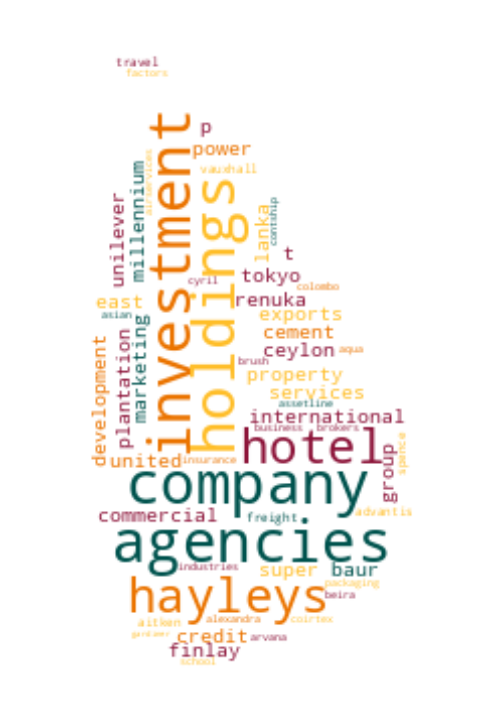 travel
factors
p
power
vauxhall
investment
holdings
airservices
millennium
unilever
lanka
contship
t
tokyo
cyril
colombo
renuka
east
asian
exports
cement
marketing
plantation
development
ceylon
aqua
brush
property
services
assetline
international
business
brokers
hotel
united
insurance
group
spence
company
commercial
freight
advantis
agencies
industries
super
baur
packaging
hayleys
beira
aitken
alexandra
coirtex
credit
arvana
finlay
school